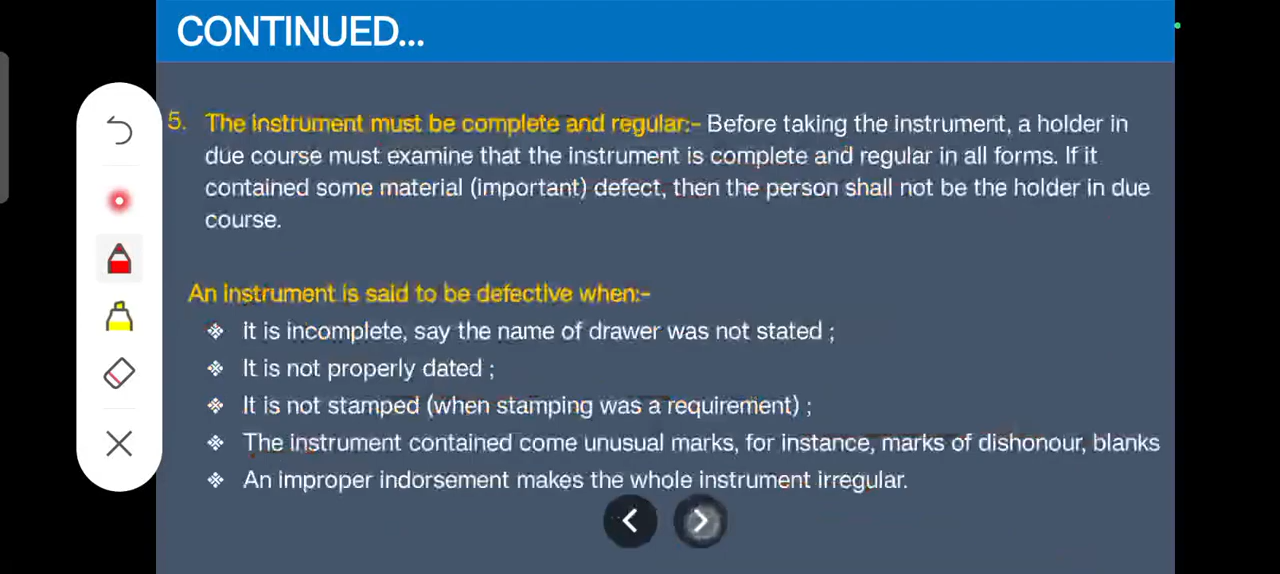 CONTINUED...
5. The instrument must be complete and regular:- Before taking the instrument, a holder in
due course must examine that the instrument is complete and regular in all forms. If it
contained some material (important) defect, then the person shall not be the holder in due
course.
An instrument is said to be defective when:-
❖ it is incomplete, say the name of drawer was not stated ;
❖ It is not properly dated ;
❖ It is not stamped (when stamping was a requirement) ;
❖ The instrument contained come unusual marks, for instance, marks of dishonour, blanks
❖ An improper indorsement makes the whole instrument irregular.